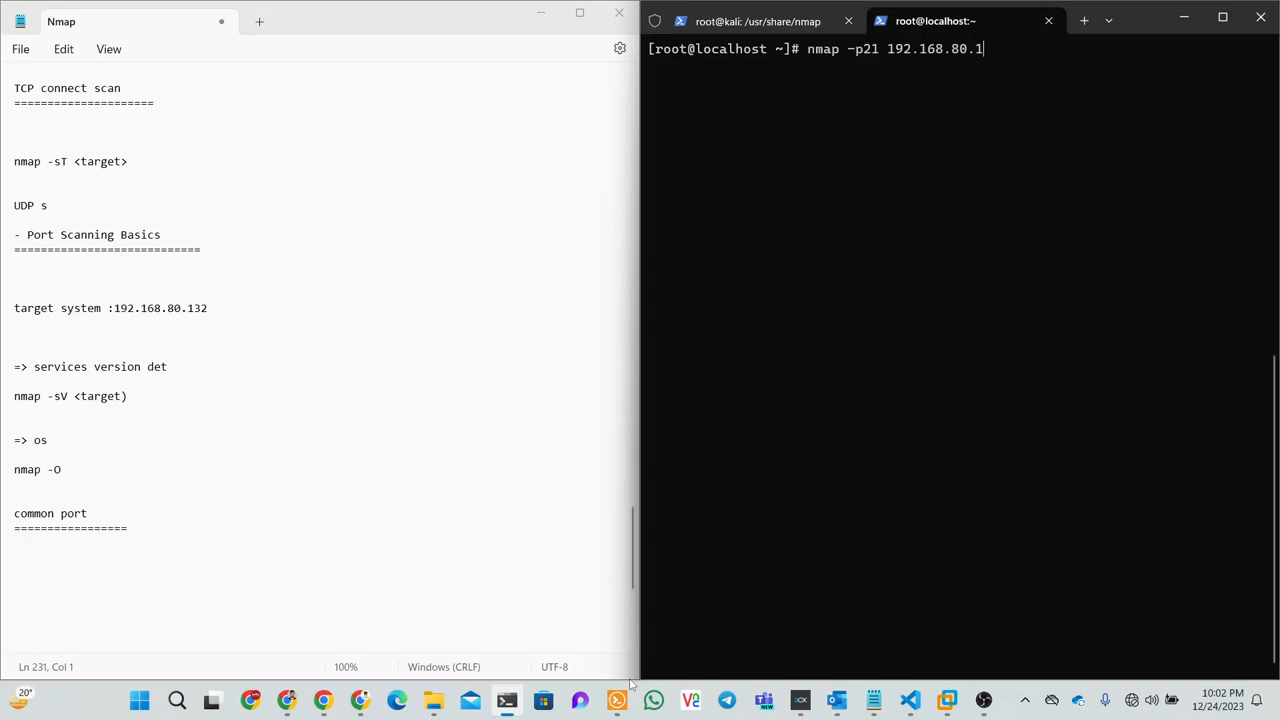 Nmap
File
Edit
View
TCP connect scan
=====================
nmap -sT <target>
UDP s
- Port Scanning Basics
============================
target system :192.168.80.132
=> services version det
nmap -sV <target)
=> os
nmap -O
common port
=================
Ln 231, Col 1
100%
Windows (CRLF)
UTF-8
root@kali: /usr/share/nmap
root@localhost:~
[root@localhost ~]# nmap -p21 192.168.80.1
20°
10:02 PM
12/24/2023